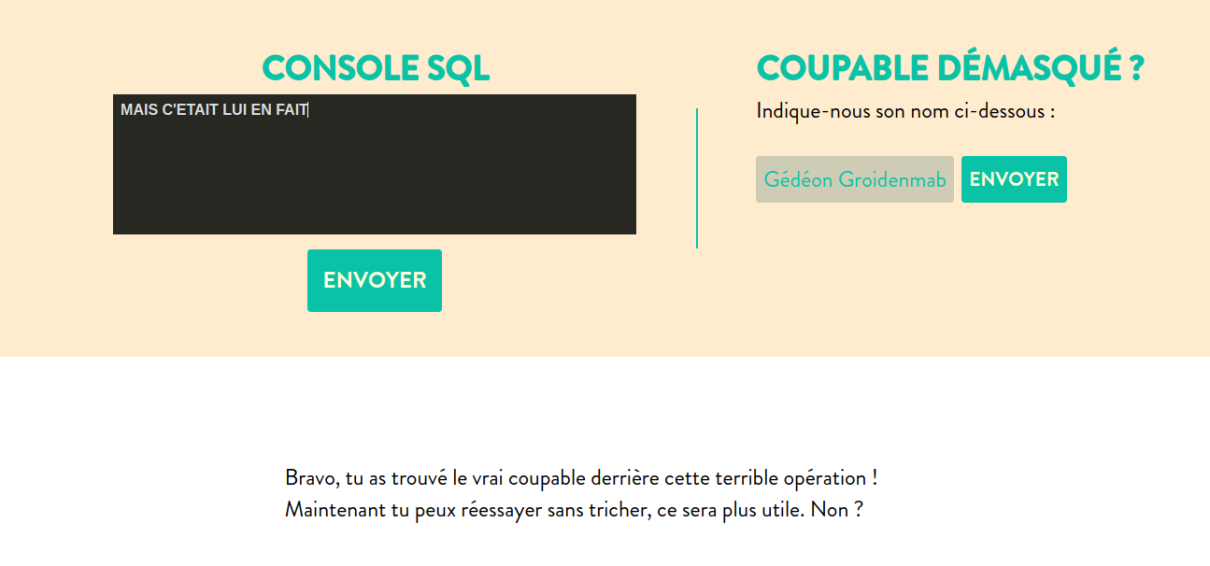 CONSOLE SQL
MAIS C'ETAIT LUI EN FAIT
ENVOYER
COUPABLE DÉMASQUÉ ?
Indique-nous son nom ci-dessous :
Gédéon Groidenmab
ENVOYER
Bravo, tu as trouvé le vrai coupable derrière cette terrible opération !
Maintenant tu peux réessayer sans tricher, ce sera plus utile. Non ?